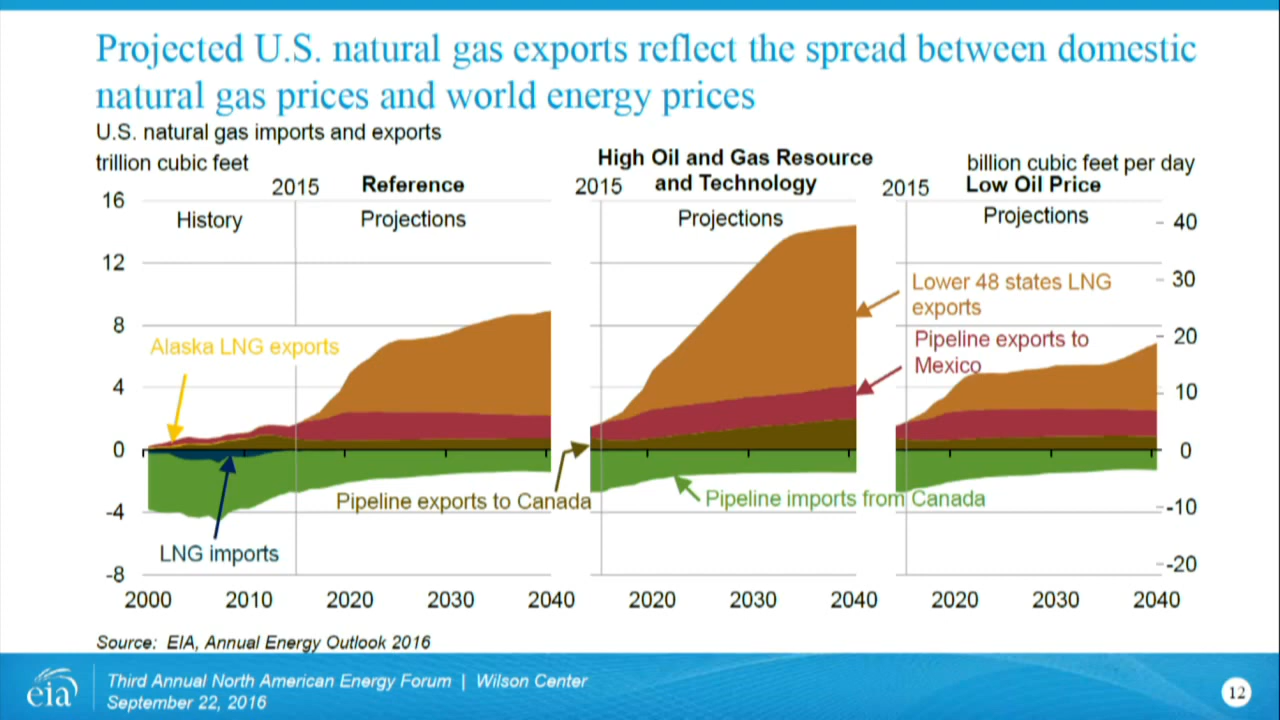 Projected U.S. natural gas exports reflect the spread between domestic
natural gas prices and world energy prices
U.S. natural gas imports and exports
trillion cubic feet
billion cubic feet per day
2015
Reference
2015
High Oil and Gas Resource
and Technology
2015
Low Oil Price
History
Projections
Projections
Projections
16
12
8
4
0
-4
-8
40
30
20
10
0
-10
-20
Alaska LNG exports
LNG imports
Pipeline exports to Canada
Pipeline imports from Canada
Lower 48 states LNG
exports
Pipeline exports to
Mexico
2000
2010
2020
2030
2040
2020
2030
2040
2020
2030
2040
Source: EIA, Annual Energy Outlook 2016
eia
Third Annual North American Energy Forum | Wilson Center
September 22, 2016
12